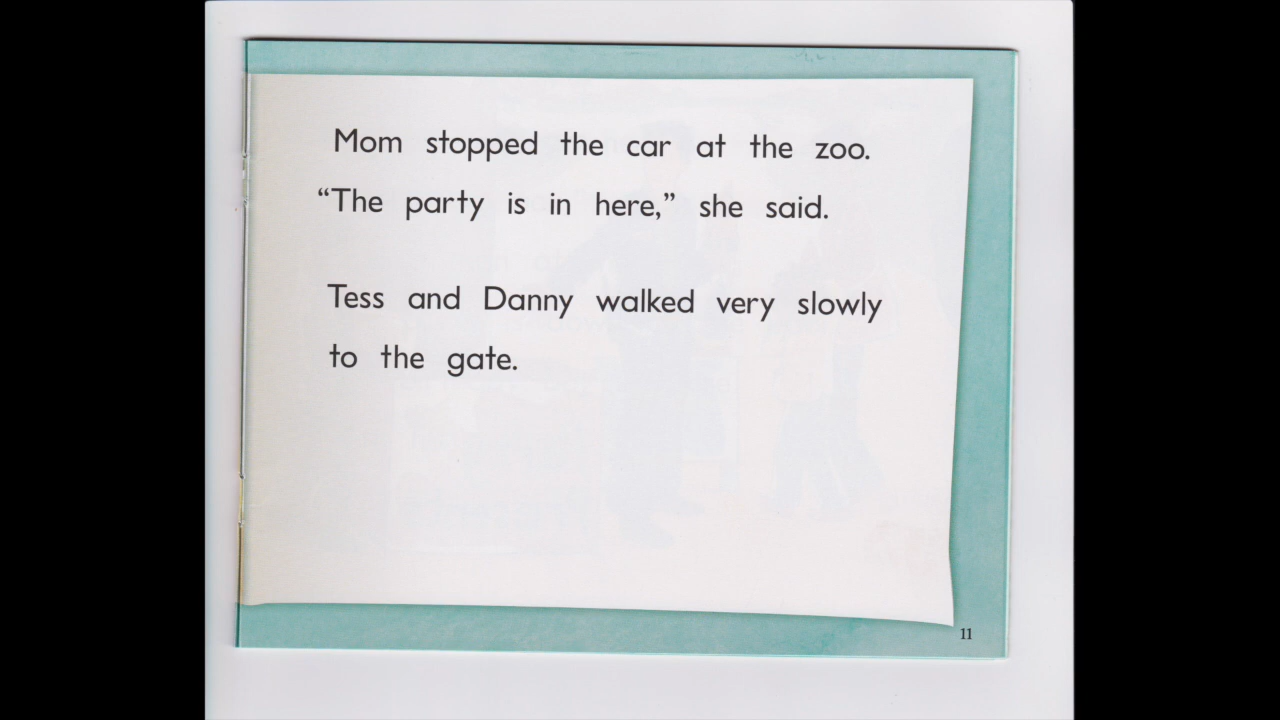 Mom stopped the car at the zoo.
“The party is in here,” she said.
Tess and Danny walked very slowly
to the gate.
11